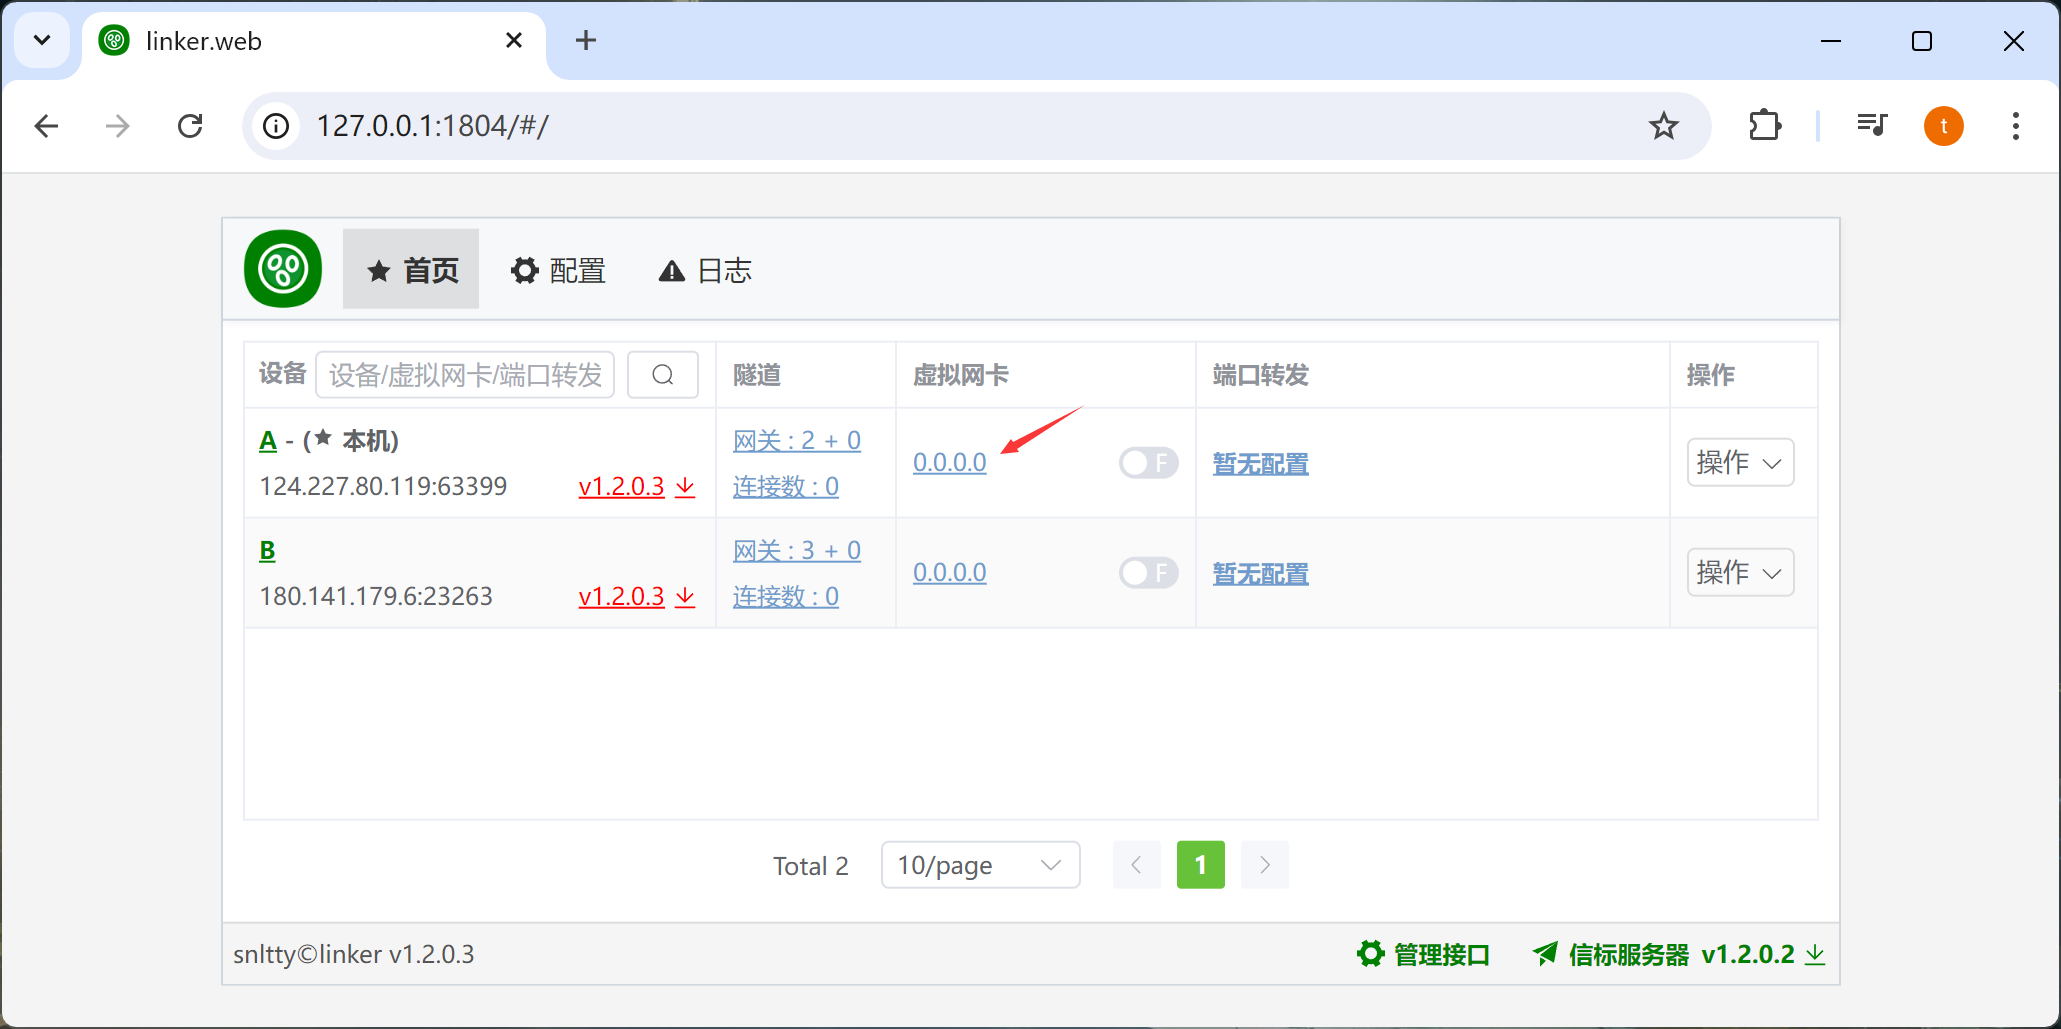 linker.web
127.0.0.1:1804/#/
t
首页 配置 日志
设备 设备/虚拟网卡/端口转发 隧道 虚拟网卡 端口转发 操作
A - (★ 本机) 网关 : 2 + 0
0.0.0.0 F 暂无配置 操作
124.227.80.119:63399 v1.2.0.3 连接数 : 0
B 网关 : 3 + 0
0.0.0.0 F 暂无配置 操作
180.141.179.6:23263 v1.2.0.3 连接数 : 0
Total 2 10/page 1
snltty©linker v1.2.0.3 管理接口 信标服务器 v1.2.0.2